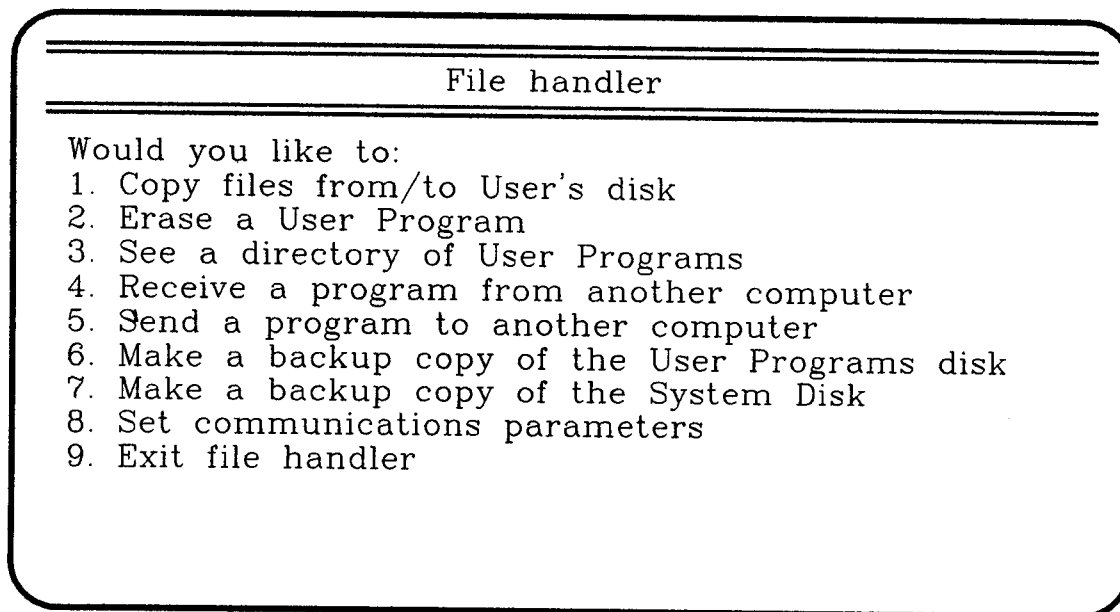 File handler
Would you like to:
1. Copy files from/to User's disk
2. Erase a User Program
3. See a directory of User Programs
4. Receive a program from another computer
5. Send a program to another computer
6. Make a backup copy of the User Programs disk
7. Make a backup copy of the System Disk
8. Set communications parameters
9. Exit file handler